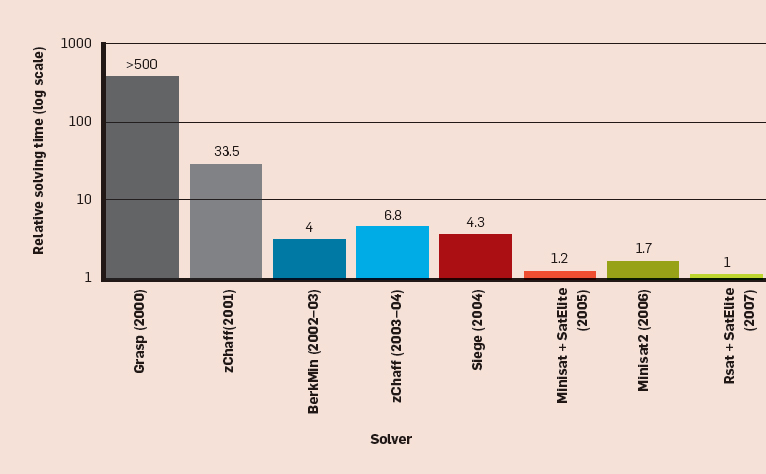 Relative solving time (log scale)
1000
100
10
1
>500
33.5
4
6.8
4.3
1.2
1.7
1
Grasp (2000)
zChaff(2001)
BerkMin (2002–03)
zChaff (2003–04)
Siege (2004)
Minisat + SatElite
(2005)
Minisat2 (2006)
Rsat + SatElite
(2007)
Solver